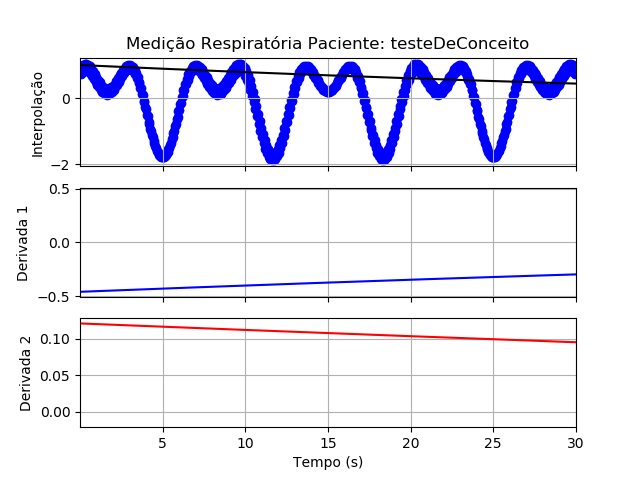 Medição Respiratória Paciente: testeDeConceito
Interpolação
0
−2
Derivada 1
0.5
0.0
−0.5
Derivada 2
0.10
0.05
0.00
5 10 15 20 25 30
Tempo (s)